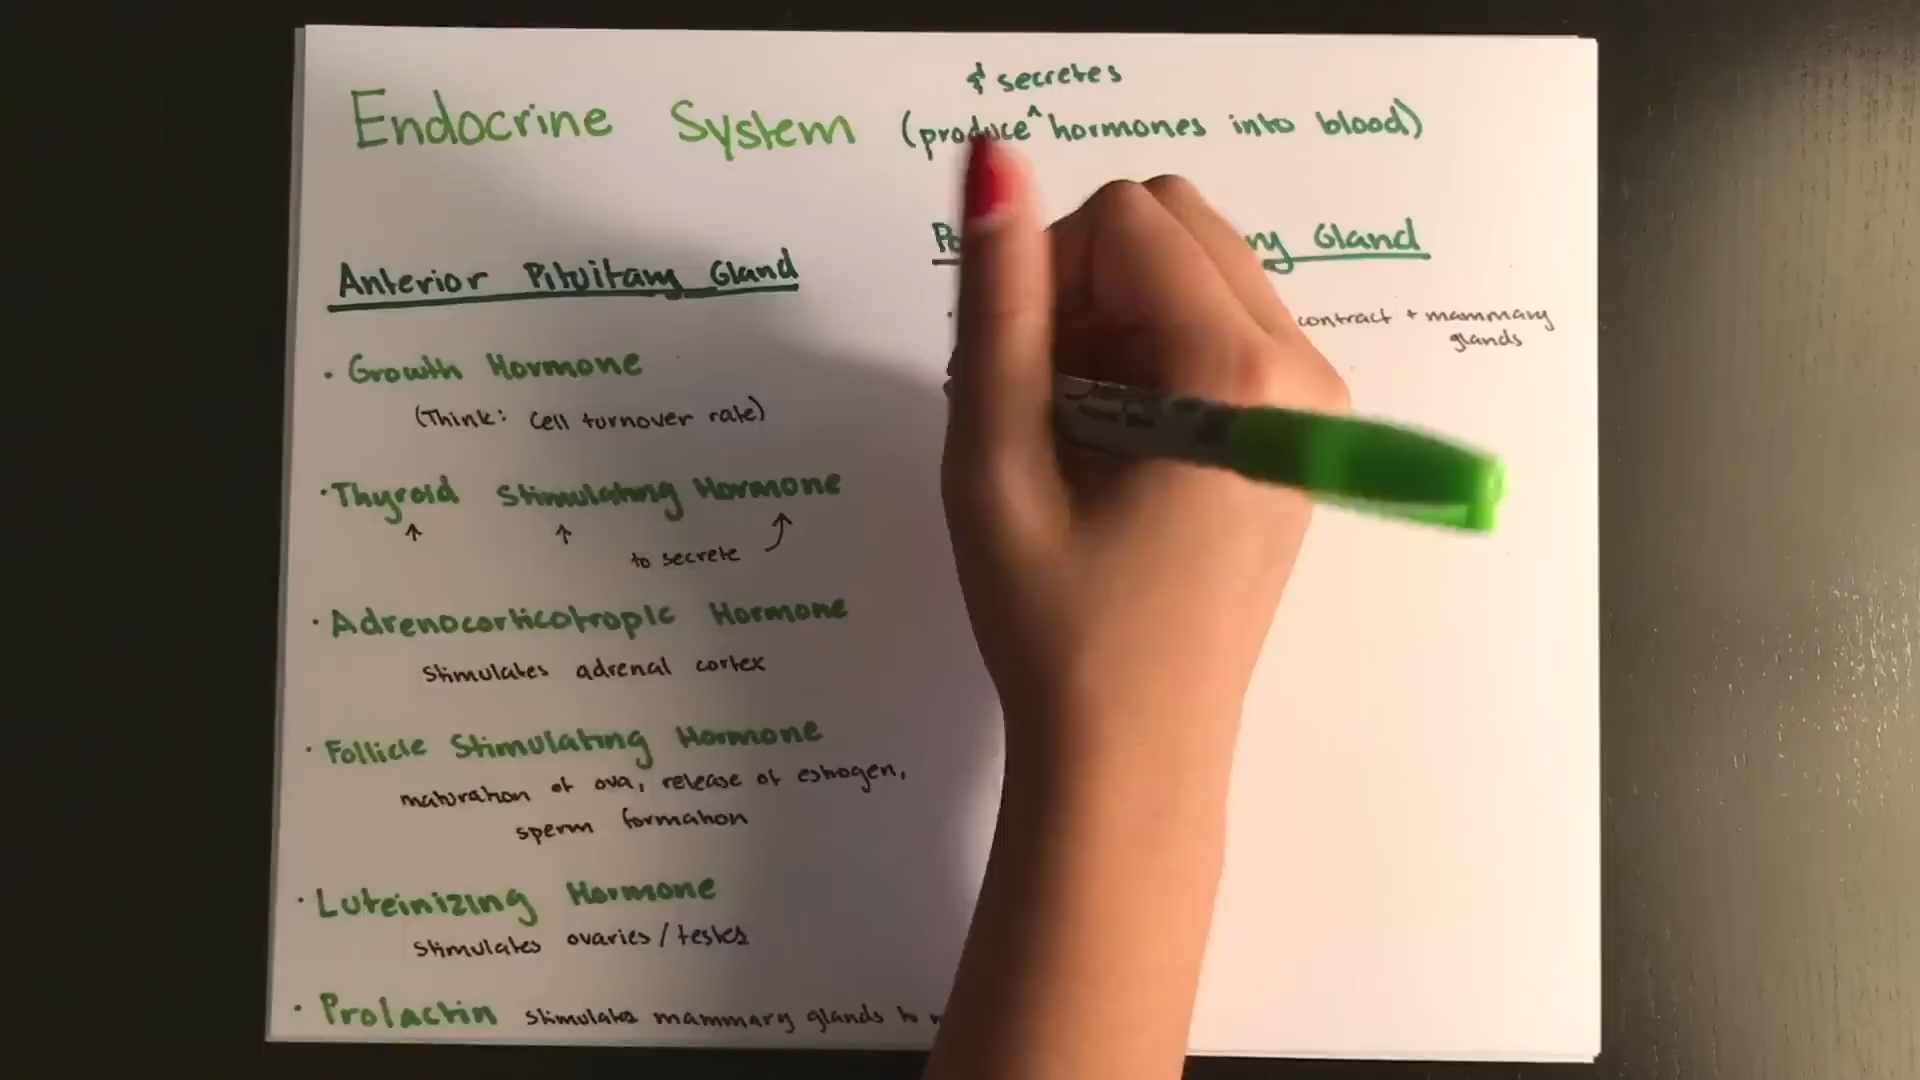 & secretes
Endocrine System (produce ^ hormones into blood)
Anterior Pituitary Gland
• Growth Hormone
(Think: Cell turnover rate)
• Thyroid Stimulating Hormone
↑ ↑ to secrete ⤴
• Adrenocorticotropic Hormone
Stimulates adrenal cortex
• Follicle Stimulating Hormone
maturation of ova, release of estrogen,
sperm formation
• Luteinizing Hormone
Stimulates ovaries/testes
• Prolactin stimulates mammary glands to
Gland
contract + mammary
glands